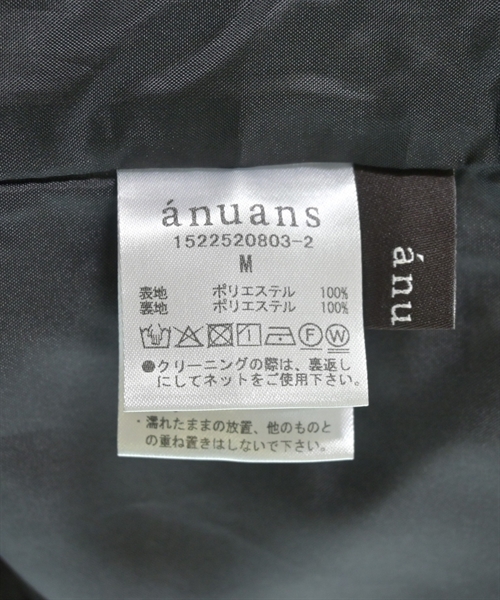 ánuans
1522520803-2
M
表地 ポリエステル 100%
裏地 ポリエステル 100%
F W
●クリーニングの際は、裏返し
にしてネットをご使用下さい。
・濡れたままの放置、他のものと
の重ね置きはしないで下さい。
ánu